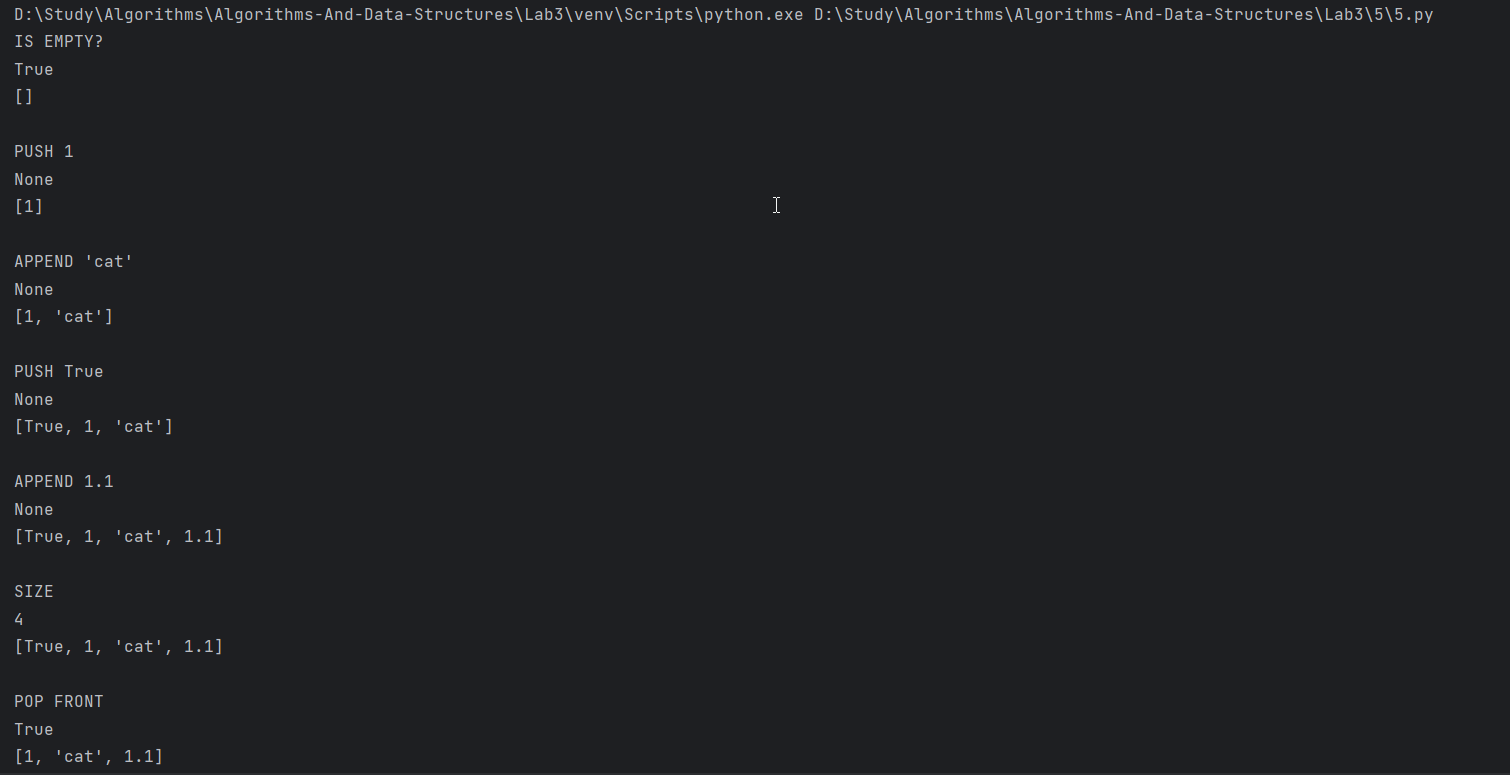 D:\Study\Algorithms\Algorithms-And-Data-Structures\Lab3\venv\Scripts\python.exe D:\Study\Algorithms\Algorithms-And-Data-Structures\Lab3\5\5.py
IS EMPTY?
True
[]
PUSH 1
None
[1]
APPEND 'cat'
None
[1, 'cat']
PUSH True
None
[True, 1, 'cat']
APPEND 1.1
None
[True, 1, 'cat', 1.1]
SIZE
4
[True, 1, 'cat', 1.1]
POP FRONT
True
[1, 'cat', 1.1]